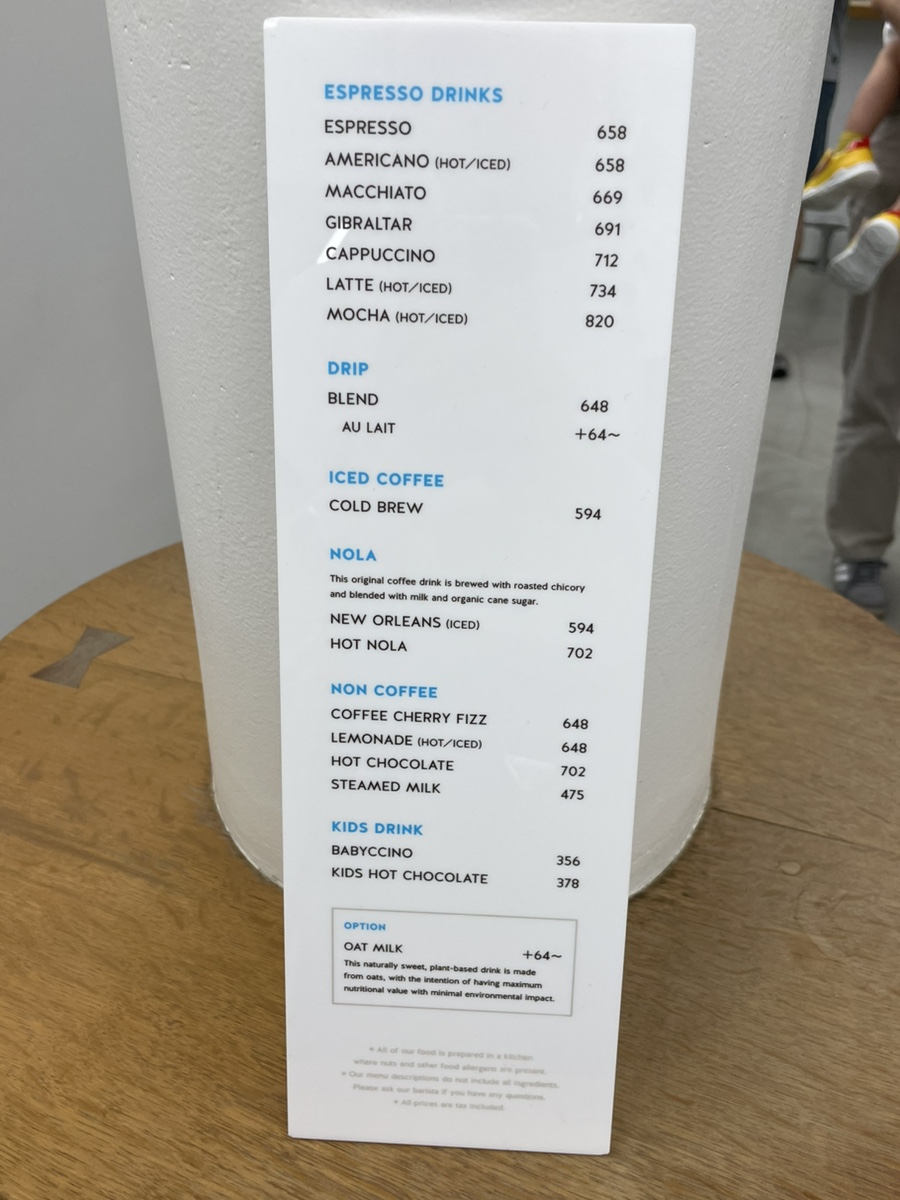 ESPRESSO DRINKS
ESPRESSO 658
AMERICANO (HOT/ICED) 658
MACCHIATO 669
GIBRALTAR 691
CAPPUCCINO 712
LATTE (HOT/ICED) 734
MOCHA (HOT/ICED) 820
DRIP
BLEND 648
AU LAIT +64~
ICED COFFEE
COLD BREW 594
NOLA
This original coffee drink is brewed with roasted chicory
and blended with milk and organic cane sugar.
NEW ORLEANS (ICED) 594
HOT NOLA 702
NON COFFEE
COFFEE CHERRY FIZZ 648
LEMONADE (HOT/ICED) 648
HOT CHOCOLATE 702
STEAMED MILK 475
KIDS DRINK
BABYCCINO 356
KIDS HOT CHOCOLATE 378
OPTION
OAT MILK +64~
This naturally sweet, plant-based drink is made
from oats, with the intention of having maximum
nutritional value with minimal environmental impact.
* All of our food is prepared in a kitchen
where nuts and other food allergens are present.
* Our menu descriptions do not include all ingredients.
Please ask our barista if you have any questions.
* All prices are tax included.